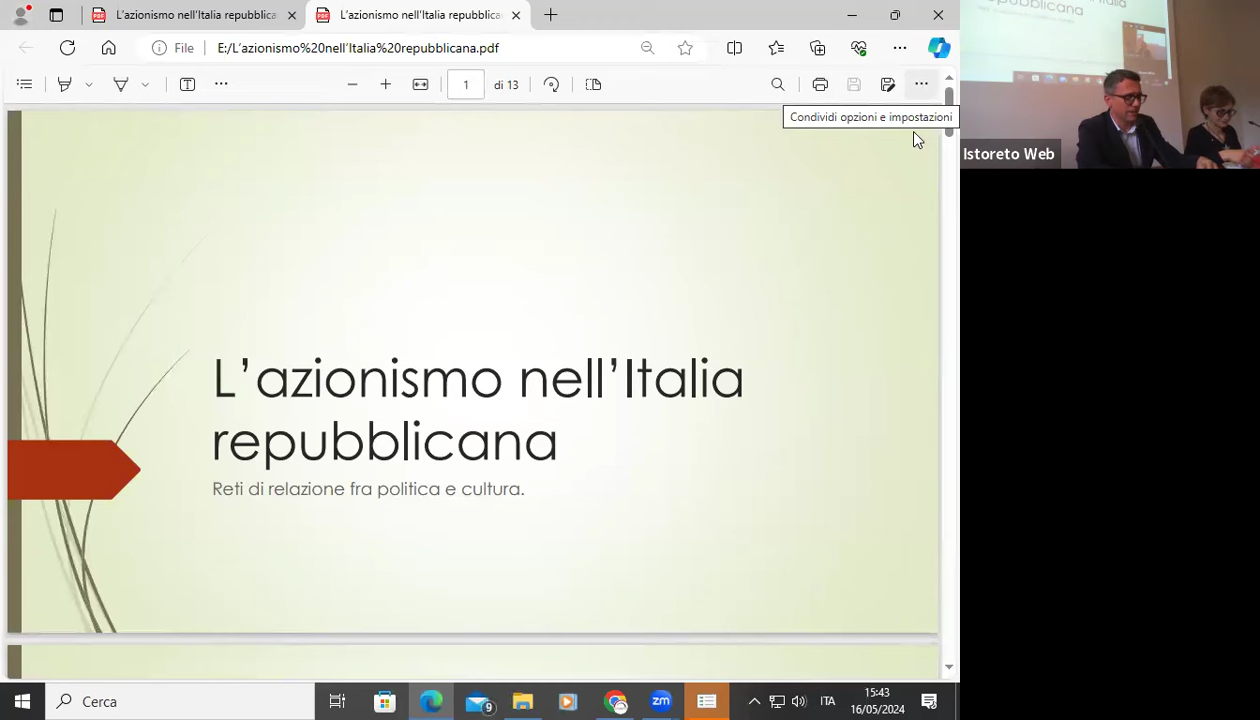 L'azionismo nell'Italia repubblica
L'azionismo nell'Italia repubblica
File
E:/L'azionismo%20nell'Italia%20repubblicana.pdf
1 di 13
Condividi opzioni e impostazioni
Istoreto Web
L'azionismo nell'Italia
repubblicana
Reti di relazione fra politica e cultura.
Cerca
9
zm
ITA
15:43
16/05/2024